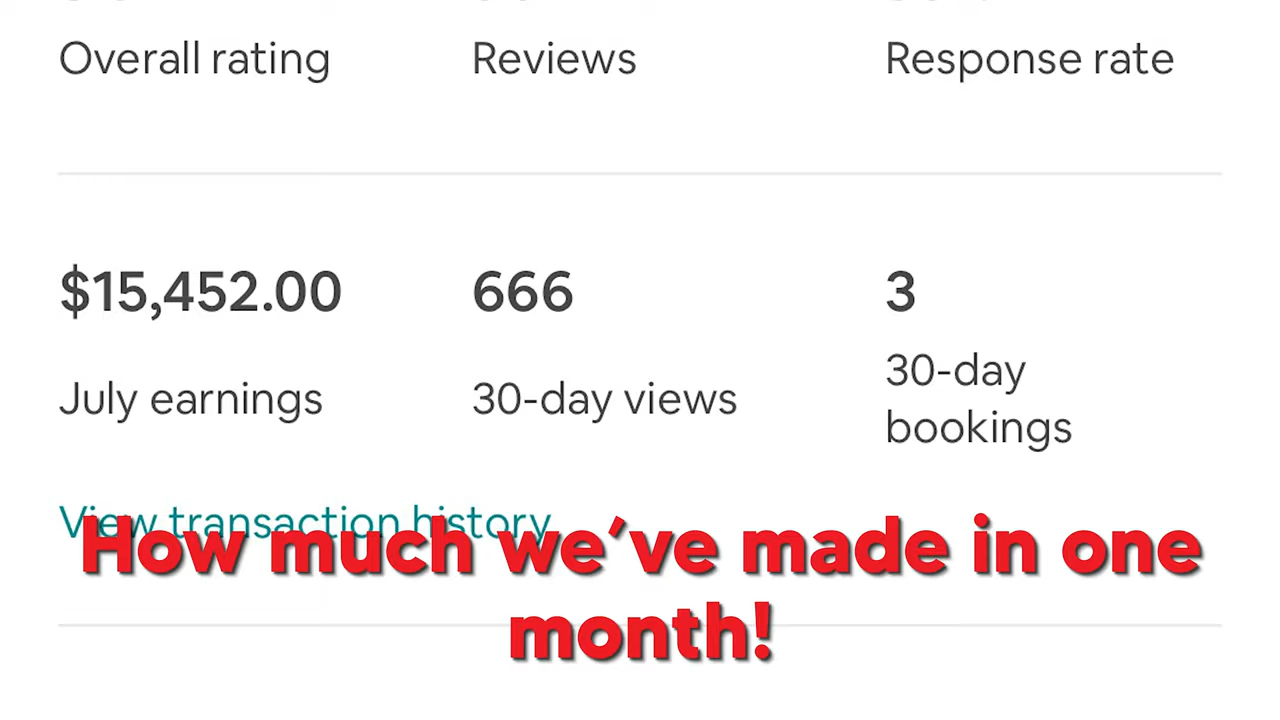 Overall rating
Reviews
Response rate
$15,452.00
666
3
July earnings
30-day views
30-day
bookings
View transaction history
How much we've made in one
month!